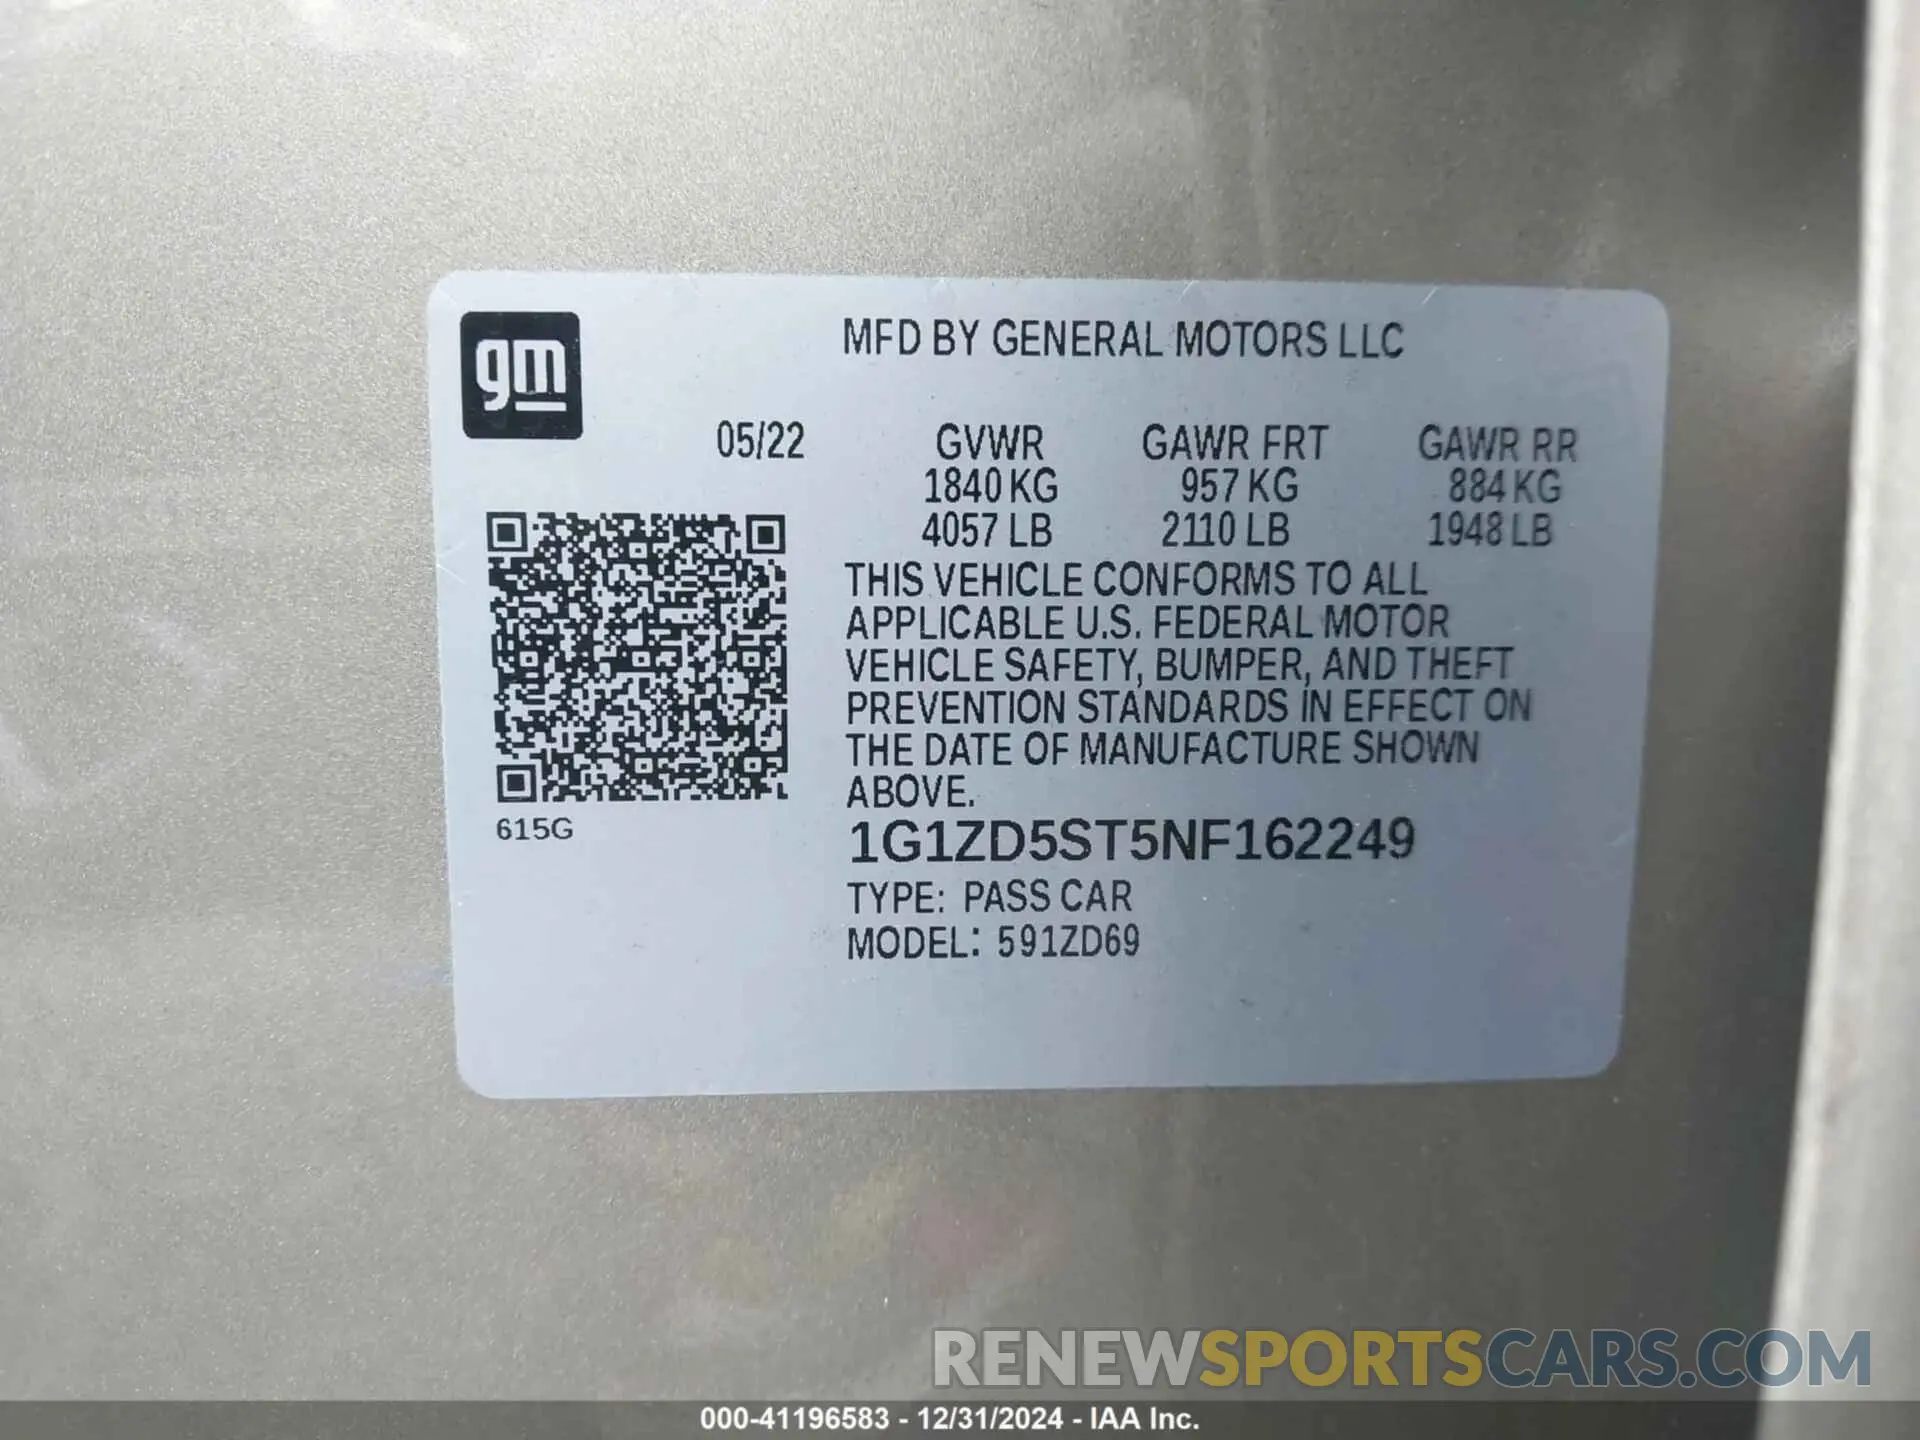 gm
MFD BY GENERAL MOTORS LLC
05/22 GVWR GAWR FRT GAWR RR
1840 KG 957 KG 884 KG
4057 LB 2110 LB 1948 LB
THIS VEHICLE CONFORMS TO ALL
APPLICABLE U.S. FEDERAL MOTOR
VEHICLE SAFETY, BUMPER, AND THEFT
PREVENTION STANDARDS IN EFFECT ON
THE DATE OF MANUFACTURE SHOWN
ABOVE.
615G
1G1ZD5ST5NF162249
TYPE: PASS CAR
MODEL: 591ZD69
RENEWSPORTSCARS.COM
000-41196583 - 12/31/2024 - IAA Inc.